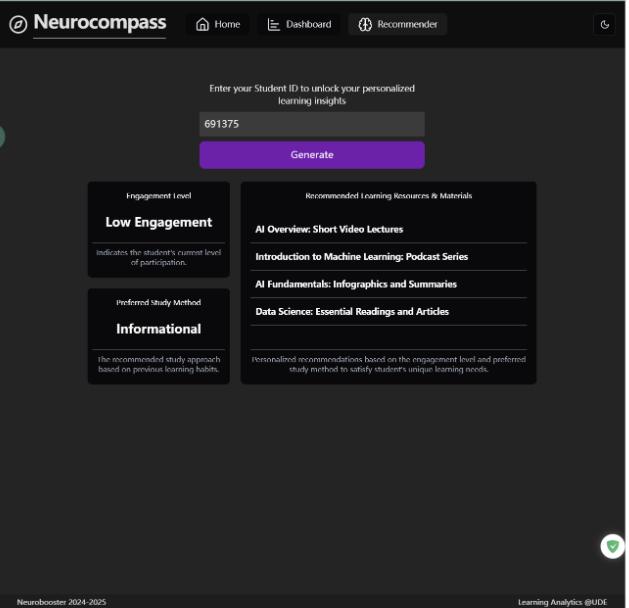 Neurocompass
Home
Dashboard
Recommender
Enter your Student ID to unlock your personalized
learning insights
691375
Generate
Engagement Level
Low Engagement
Indicates the student's current level
of participation.
Preferred Study Method
Informational
The recommended study approach
based on previous learning habits.
Recommended Learning Resources & Materials
AI Overview: Short Video Lectures
Introduction to Machine Learning: Podcast Series
AI Fundamentals: Infographics and Summaries
Data Science: Essential Readings and Articles
Personalized recommendations based on the engagement level and preferred
study method to satisfy student's unique learning needs.
Neurobooster 2024-2025
Learning Analytics @UDE